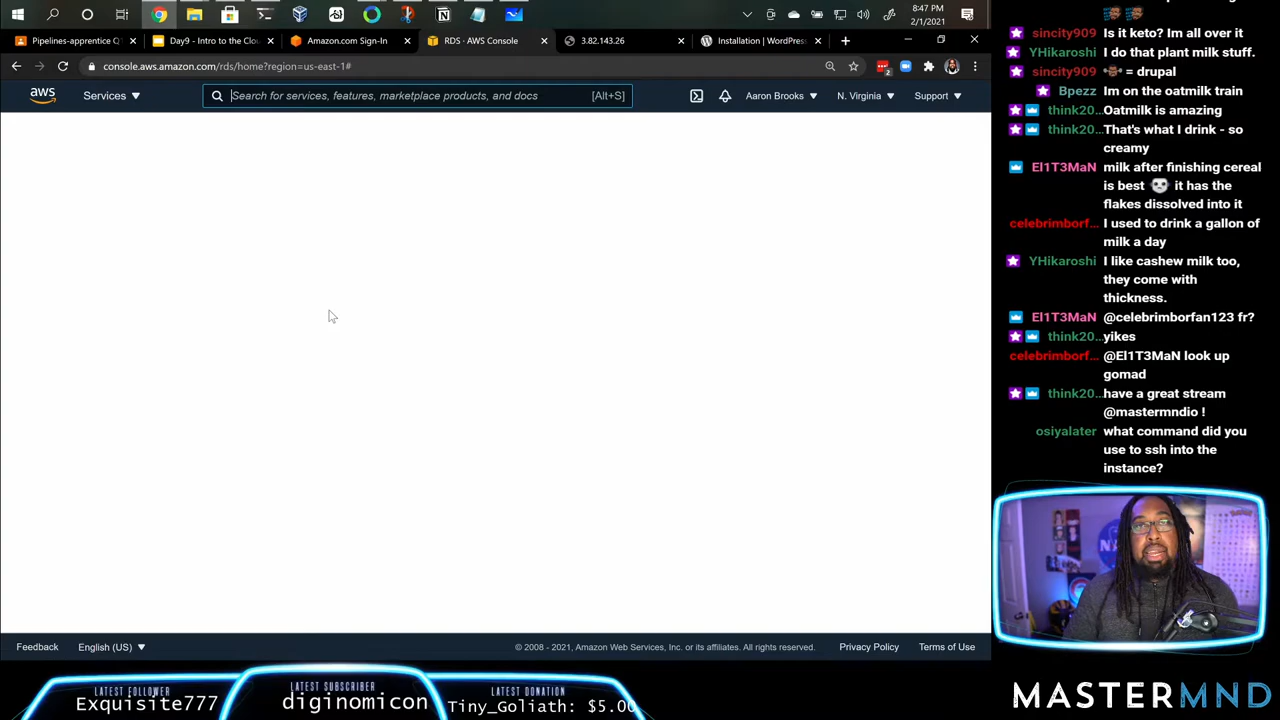 8:47 PM
2/1/2021
Pipelines-apprentice Q
Day9 - Intro to the Clou
Amazon.com Sign-In
RDS · AWS Console
3.82.143.26
Installation | WordPress
console.aws.amazon.com/rds/home?region=us-east-1#
2
aws
Services
Search for services, features, marketplace products, and docs
[Alt+S]
Aaron Brooks
N. Virginia
Support
sincity909 Is it keto? Im all over it
YHikaroshi I do that plant milk stuff.
sincity909 = drupal
Bpezz Im on the oatmilk train
think20... Oatmilk is amazing
think20... That's what I drink - so
creamy
El1T3MaN milk after finishing cereal
is best it has the
flakes dissolved into it
celebrimborf... I used to drink a gallon of
milk a day
YHikaroshi I like cashew milk too,
they come with
thickness.
El1T3MaN @celebrimborfan123 fr?
think20... yikes
celebrimborf... @El1T3MaN look up
gomad
think20... have a great stream
@mastermndio !
osiyalater what command did you
use to ssh into the
instance?
NASA
Feedback
English (US)
© 2008 - 2021, Amazon Web Services, Inc. or its affiliates. All rights reserved.
Privacy Policy
Terms of Use
LATEST FOLLOWER
Exquisite777
LATEST SUBSCRIBER
diginomicon
LATEST DONATION
Tiny_Goliath: $5.00
MASTERMND